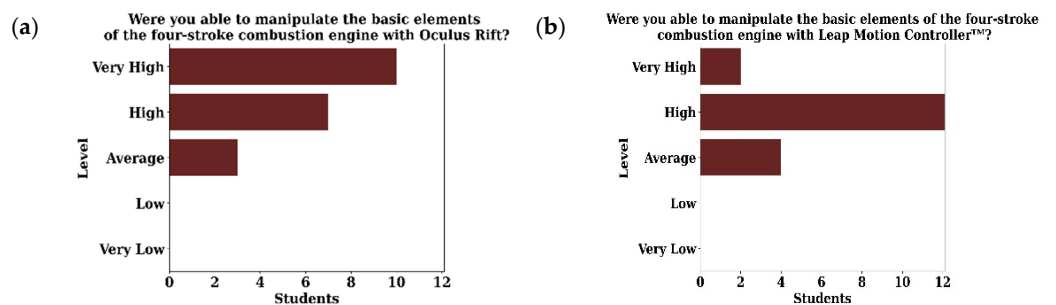 (a)
Were you able to manipulate the basic elements
of the four-stroke combustion engine with Oculus Rift?
Very High
High
Average
Low
Very Low
Level
0 2 4 6 8 10 12
Students
(b)
Were you able to manipulate the basic elements of the four-stroke
combustion engine with Leap Motion Controller™?
Very High
High
Average
Low
Very Low
Level
0 2 4 6 8 10 12
Students